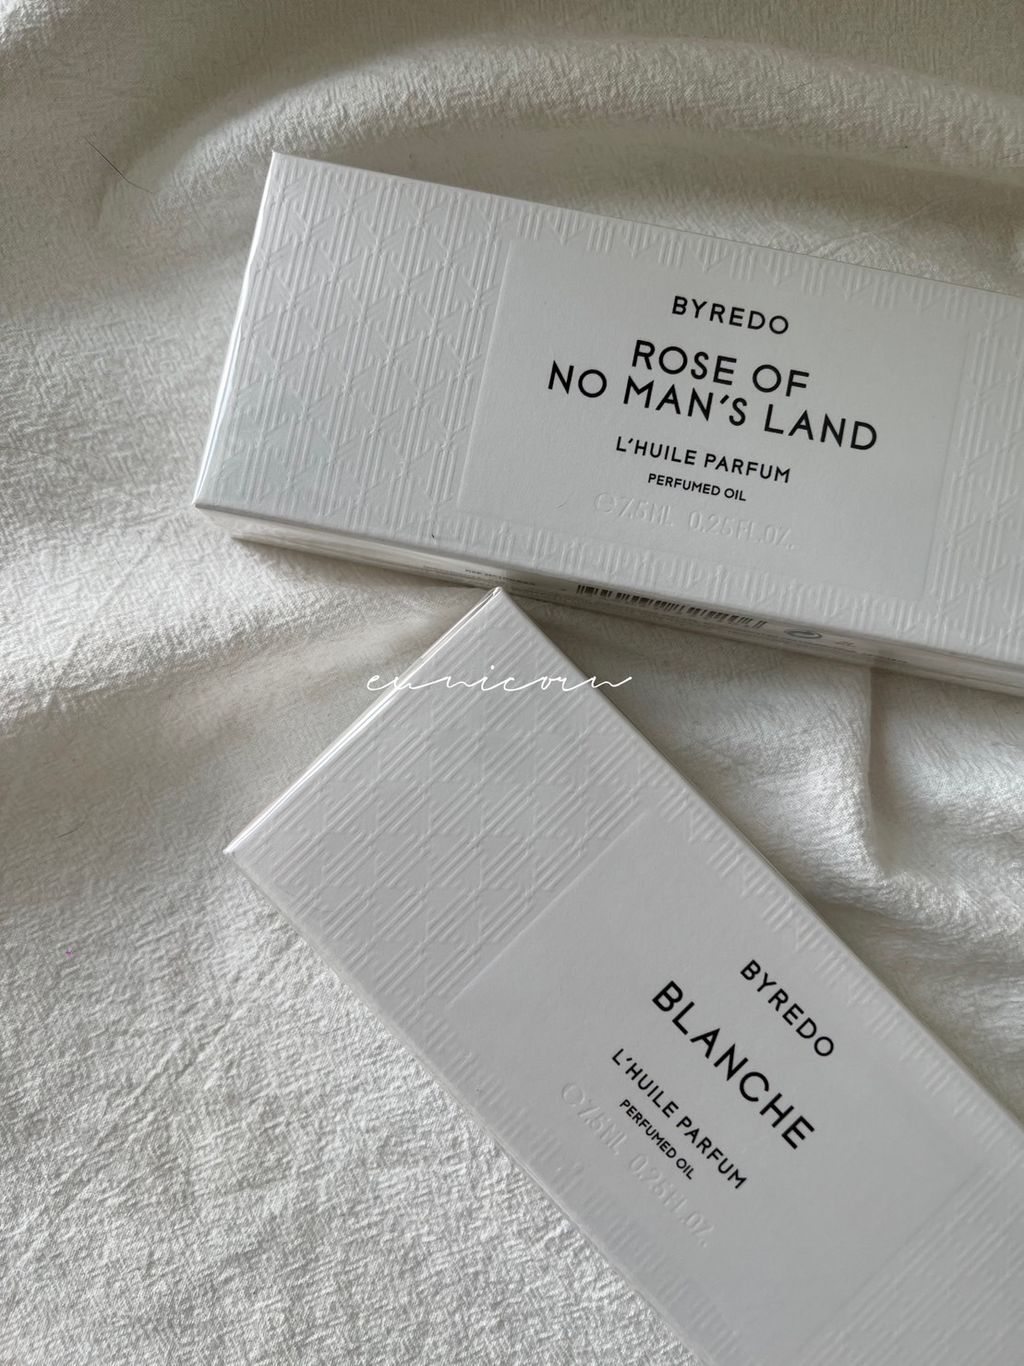 BYREDO
ROSE OF
NO MAN'S LAND
L'HUILE PARFUM
PERFUMED OIL
℮ 7.5ML 0.25FL.OZ.
eunnicorn
BYREDO
BLANCHE
L'HUILE PARFUM
PERFUMED OIL
℮ 7.5ML 0.25FL.OZ.